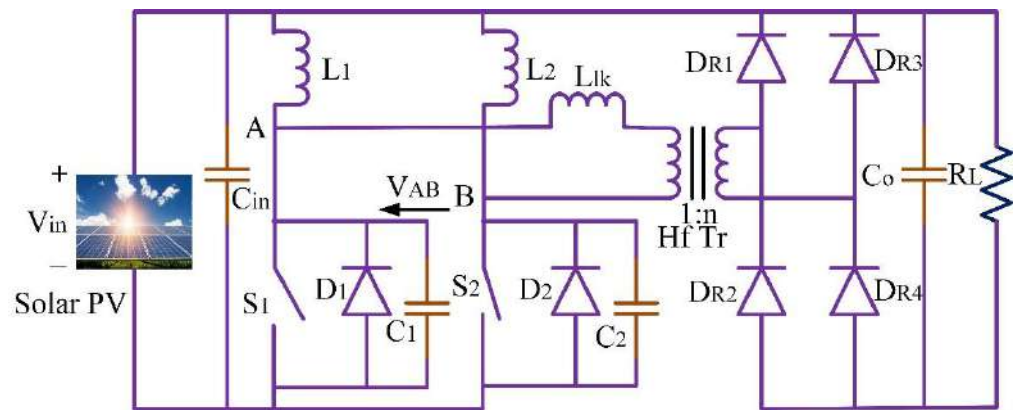 L1
L2
Llk
DR1
DR3
A
+
Vin
−
Solar PV
Cin
VAB
B
1:n
Hf Tr
Co
RL
S1
D1
C1
S2
D2
C2
DR2
DR4